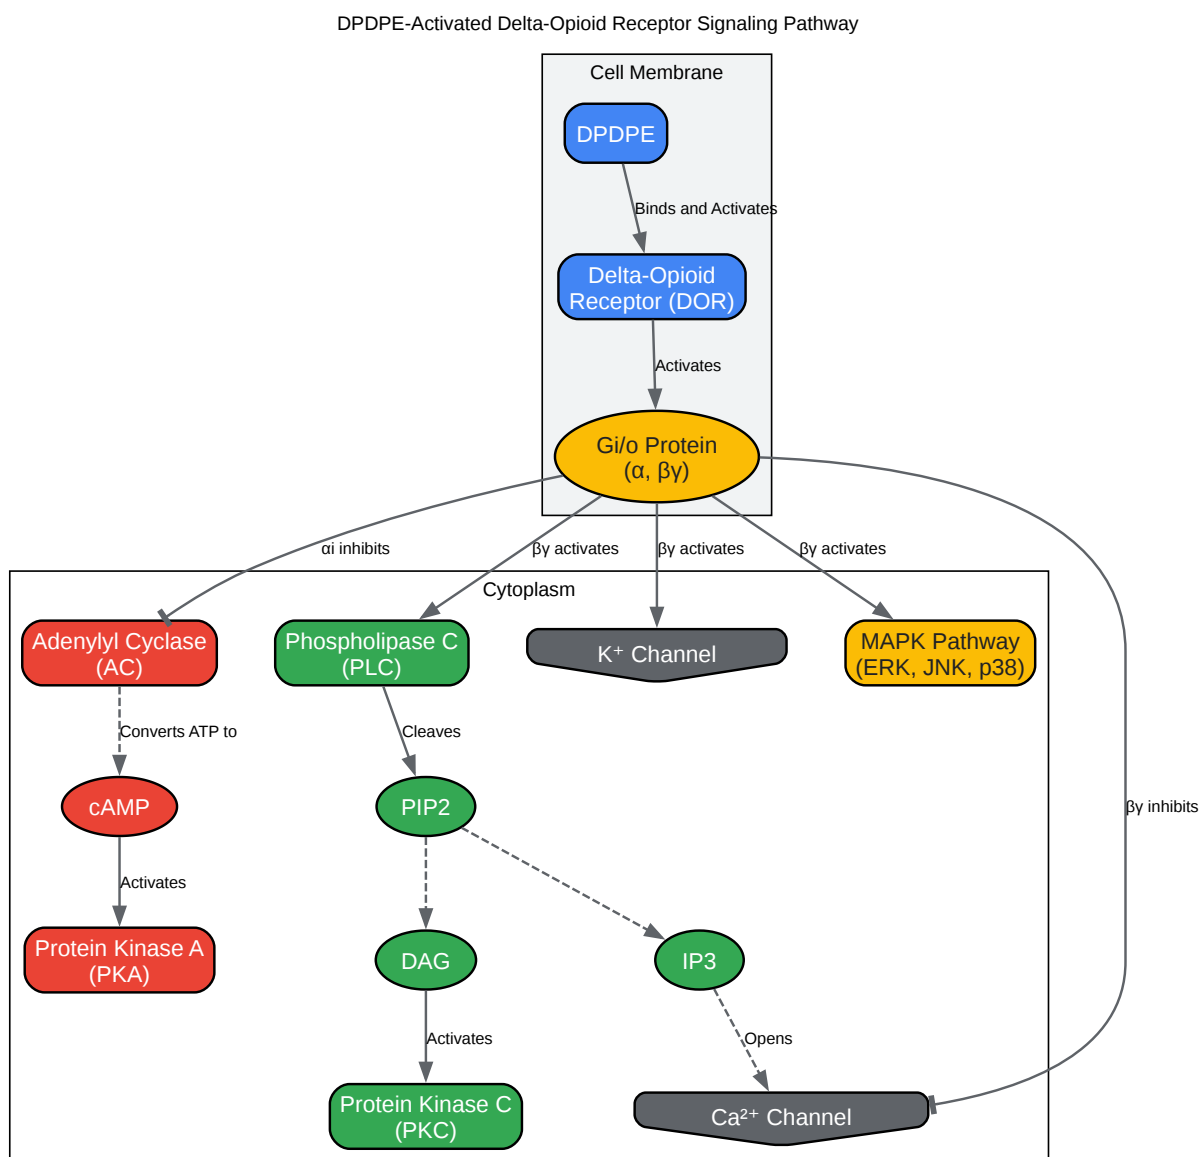 DPDPE-Activated Delta-Opioid Receptor Signaling Pathway
Cell Membrane
DPDPE
Binds and Activates
Delta-Opioid
Receptor (DOR)
Activates
Gi/o Protein
(α, βγ)
αi inhibits
βγ activates
βγ activates
βγ activates
Cytoplasm
Adenylyl Cyclase
(AC)
Phospholipase C
(PLC)
K⁺ Channel
MAPK Pathway
(ERK, JNK, p38)
Converts ATP to
Cleaves
cAMP
PIP2
βγ inhibits
Activates
Protein Kinase A
(PKA)
DAG
IP3
Activates
Opens
Protein Kinase C
(PKC)
Ca²⁺ Channel